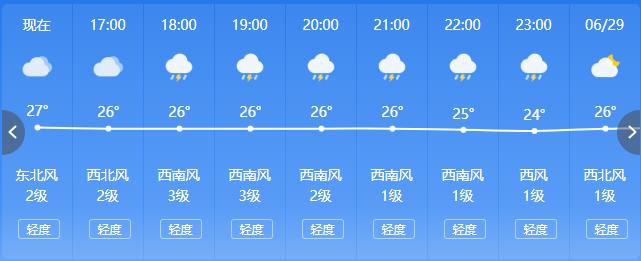 现在 17:00 18:00 19:00 20:00 21:00 22:00 23:00 06/29
27° 26° 26° 26° 26° 26° 25° 24° 26°
东北风 西北风 西南风 西南风 西南风 西南风 西南风 西风 西北风
2级 2级 3级 3级 2级 1级 1级 1级 1级
轻度 轻度 轻度 轻度 轻度 轻度 轻度 轻度 轻度